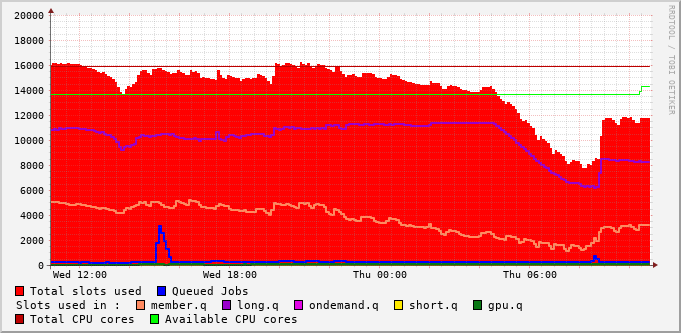 20000
18000
16000
14000
12000
10000
8000
6000
4000
2000
0
Wed 12:00 Wed 18:00 Thu 00:00 Thu 06:00
RRDTOOL / TOBI OETIKER
Total slots used Queued Jobs
Slots used in : member.q long.q ondemand.q short.q gpu.q
Total CPU cores Available CPU cores